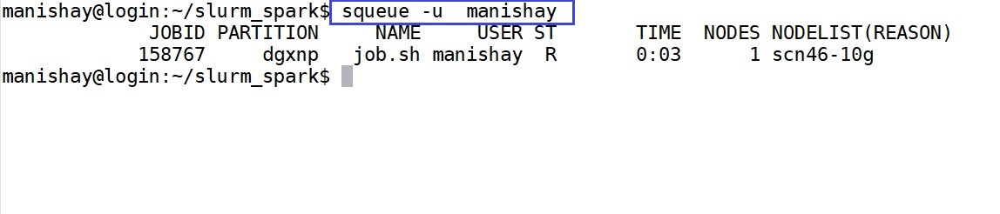 manishay@login:~/slurm_spark$ squeue -u  manishay
             JOBID PARTITION     NAME     USER ST       TIME  NODES NODELIST(REASON)
            158767     dgxnp   job.sh manishay  R       0:03      1 scn46-10g
manishay@login:~/slurm_spark$